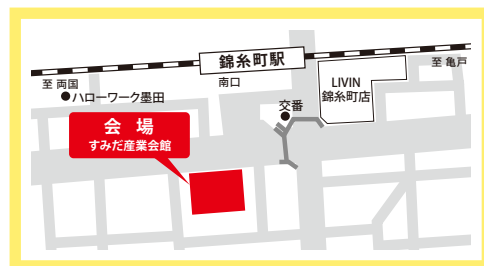 錦糸町駅
至 両国
南口
至 亀戸
●ハローワーク墨田
LIVIN
錦糸町店
交番
会 場
すみだ産業会館